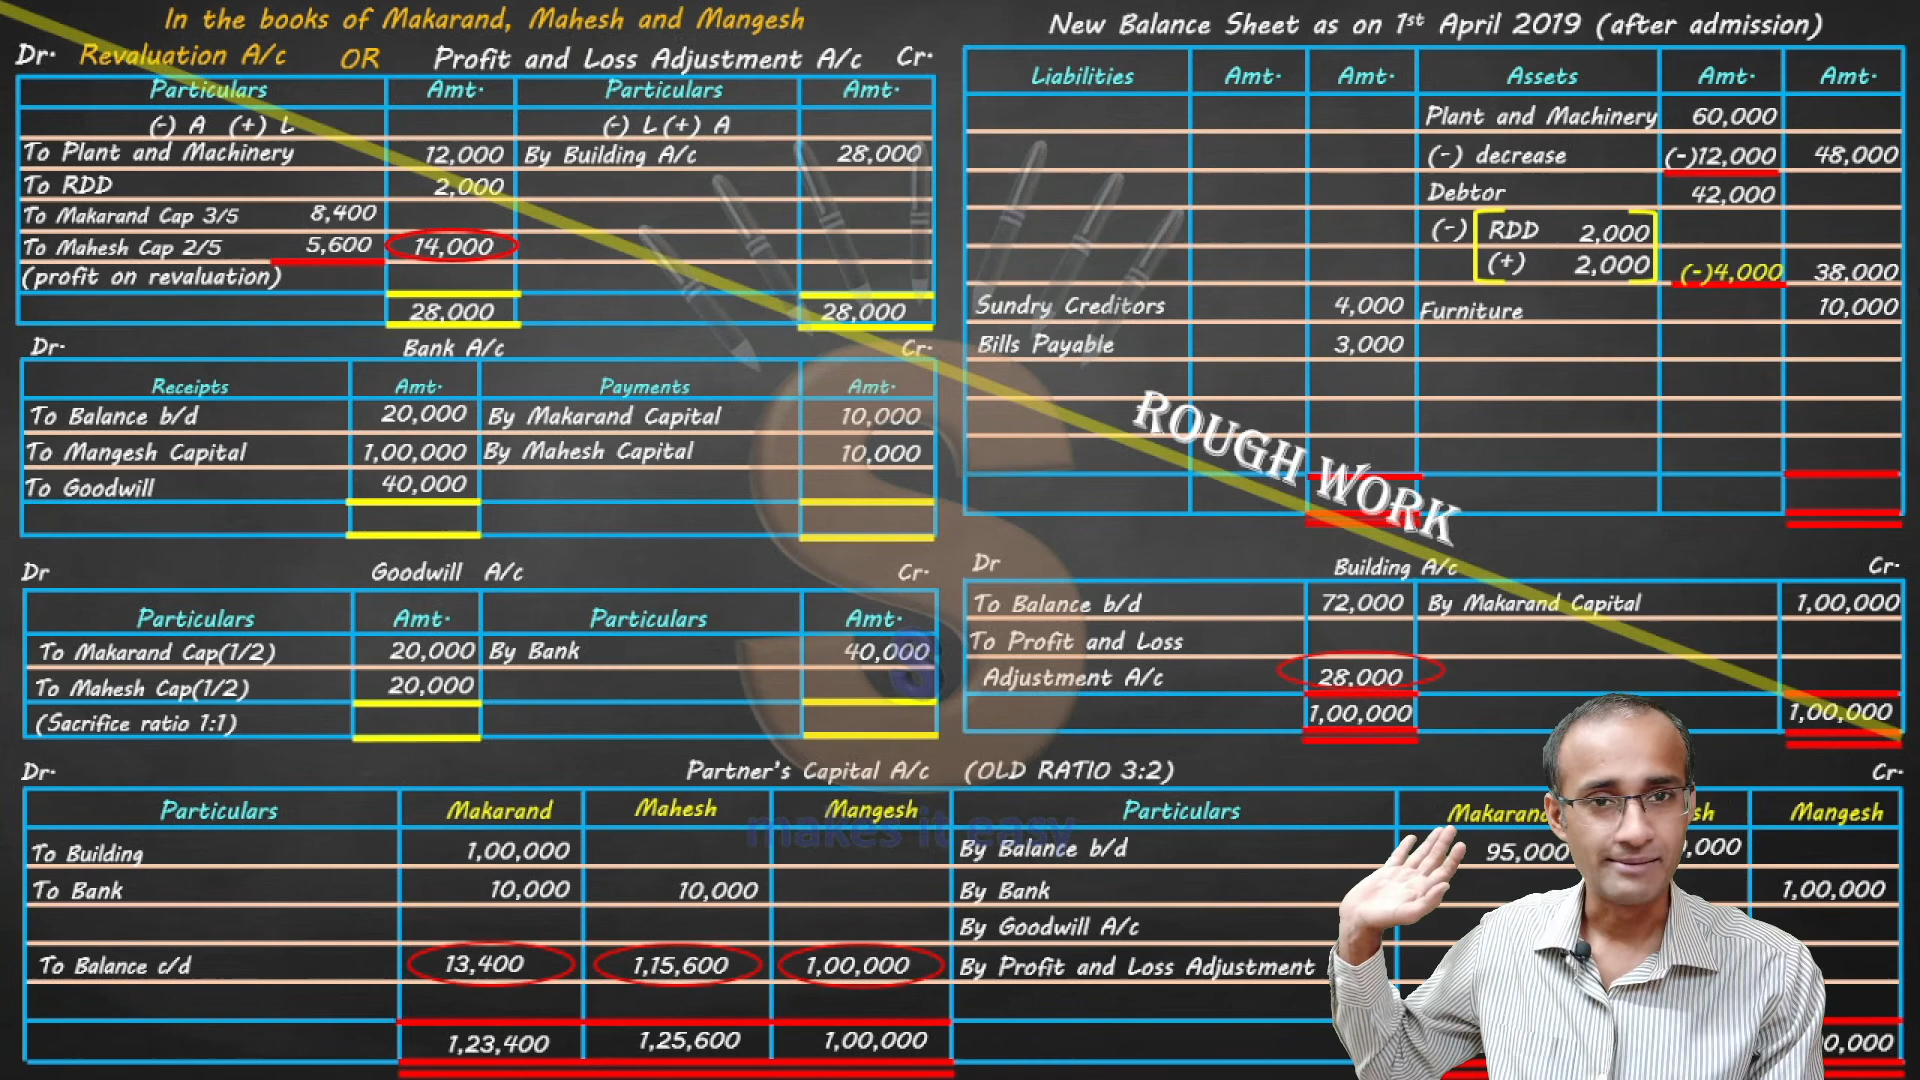 In the books of Makarand, Mahesh and Mangesh
Dr. Revaluation A/c OR Profit and Loss Adjustment A/c Cr.
Particulars Amt. Particulars Amt.
(-) A (+) L (-) L (+) A
To Plant and Machinery 12,000 By Building A/c 28,000
To RDD 2,000
To Makarand Cap 3/5 8,400
To Mahesh Cap 2/5 5,600 14,000
(profit on revaluation)
28,000 28,000
Dr. Bank A/c Cr.
Receipts Amt. Payments Amt.
To Balance b/d 20,000 By Makarand Capital 10,000
To Mangesh Capital 1,00,000 By Mahesh Capital 10,000
To Goodwill 40,000
Dr Goodwill A/c Cr.
Particulars Amt. Particulars Amt.
To Makarand Cap(1/2) 20,000 By Bank 40,000
To Mahesh Cap(1/2) 20,000
(Sacrifice ratio 1:1)
New Balance Sheet as on 1st April 2019 (after admission)
Liabilities Amt. Amt. Assets Amt. Amt.
Plant and Machinery 60,000
(-) decrease (-)12,000 48,000
Debtor 42,000
(-) RDD 2,000
(+) 2,000 (-)4,000 38,000
Sundry Creditors 4,000 Furniture 10,000
Bills Payable 3,000
ROUGH WORK
Dr Building A/c Cr.
To Balance b/d 72,000 By Makarand Capital 1,00,000
To Profit and Loss
Adjustment A/c 28,000
1,00,000 1,00,000
Dr. Partner's Capital A/c (OLD RATIO 3:2) Cr.
Particulars Makarand Mahesh Mangesh Particulars Makarand sh Mangesh
makes it easy
To Building 1,00,000 By Balance b/d 95,000 ,000
To Bank 10,000 10,000 By Bank 1,00,000
By Goodwill A/c
To Balance c/d 13,400 1,15,600 1,00,000 By Profit and Loss Adjustment
1,23,400 1,25,600 1,00,000 0,000